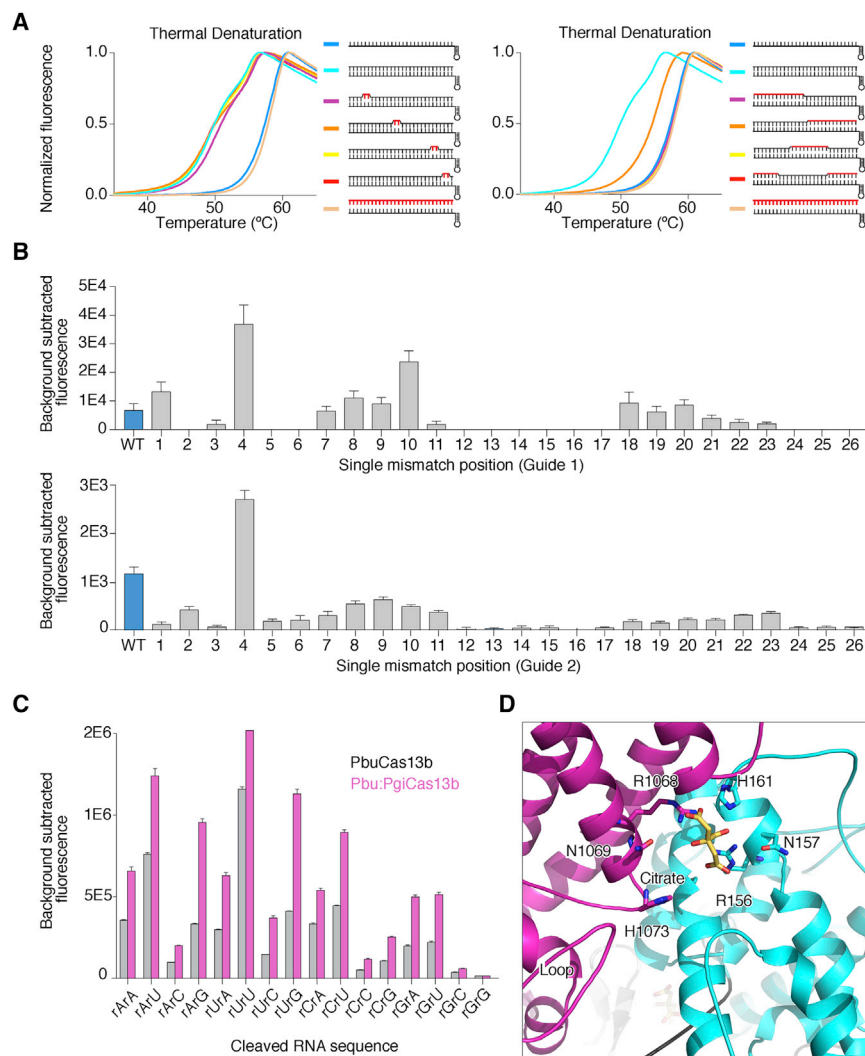 A
Thermal Denaturation
Thermal Denaturation
Normalized fluorescence
1.0
0.5
0.0
40 50 60
Temperature (ºC)
1.0
0.5
0.0
40 50 60
Temperature (ºC)
B
Background subtracted
fluorescence
5E4
4E4
2E4
1E4
0
WT 1 2 3 4 5 6 7 8 9 10 11 12 13 14 15 16 17 18 19 20 21 22 23 24 25 26
Single mismatch position (Guide 1)
Background subtracted
fluorescence
3E3
1E3
0
WT 1 2 3 4 5 6 7 8 9 10 11 12 13 14 15 16 17 18 19 20 21 22 23 24 25 26
Single mismatch position (Guide 2)
C
Background subtracted
fluorescence
2E6
1E6
5E5
0
PbuCas13b
Pbu:PgiCas13b
rArA rArU rArC rArG rUrA rUrU rUrC rUrG rCrA rCrU rCrC rCrG rGrA rGrU rGrC rGrG
Cleaved RNA sequence
D
R1068
H161
N1069
N157
Citrate
R156
H1073
Loop